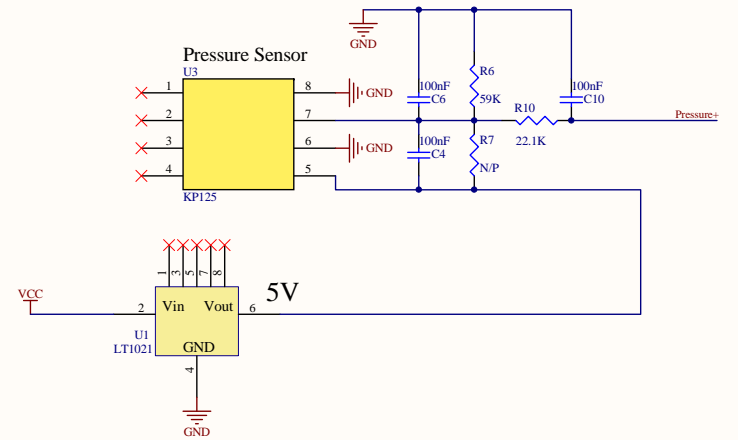 GND
Pressure Sensor
U3
1
2
3
4
8
7
6
5
GND
GND
KP125
100nF
C6
R6
59K
100nF
C10
R10
22.1K
Pressure+
100nF
C4
R7
N/P
1
3
5
7
8
VCC
2
Vin
Vout
6
5V
U1
LT1021
GND
4
GND